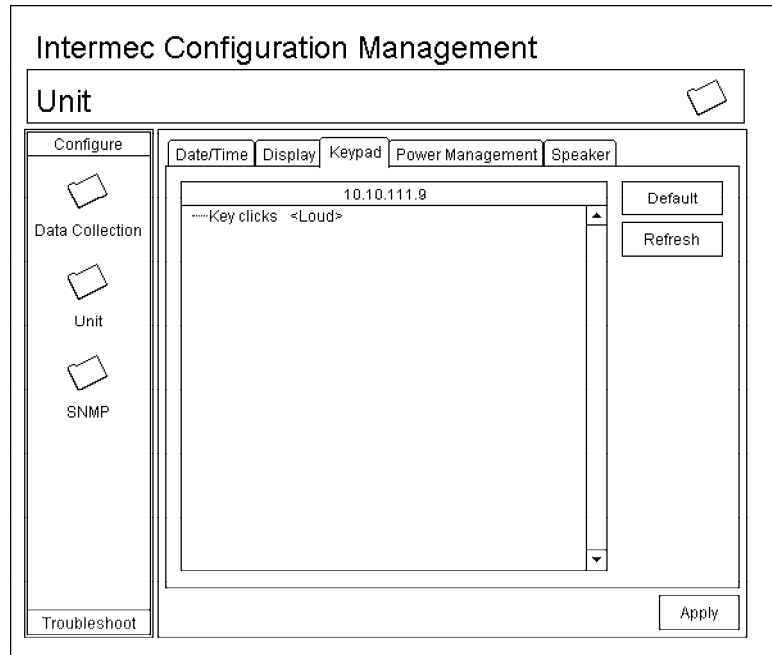 Intermec Configuration Management
Unit
Configure
Data Collection
Unit
SNMP
Troubleshoot
Date/Time
Display
Keypad
Power Management
Speaker
10.10.111.9
Key clicks <Loud>
Default
Refresh
Apply